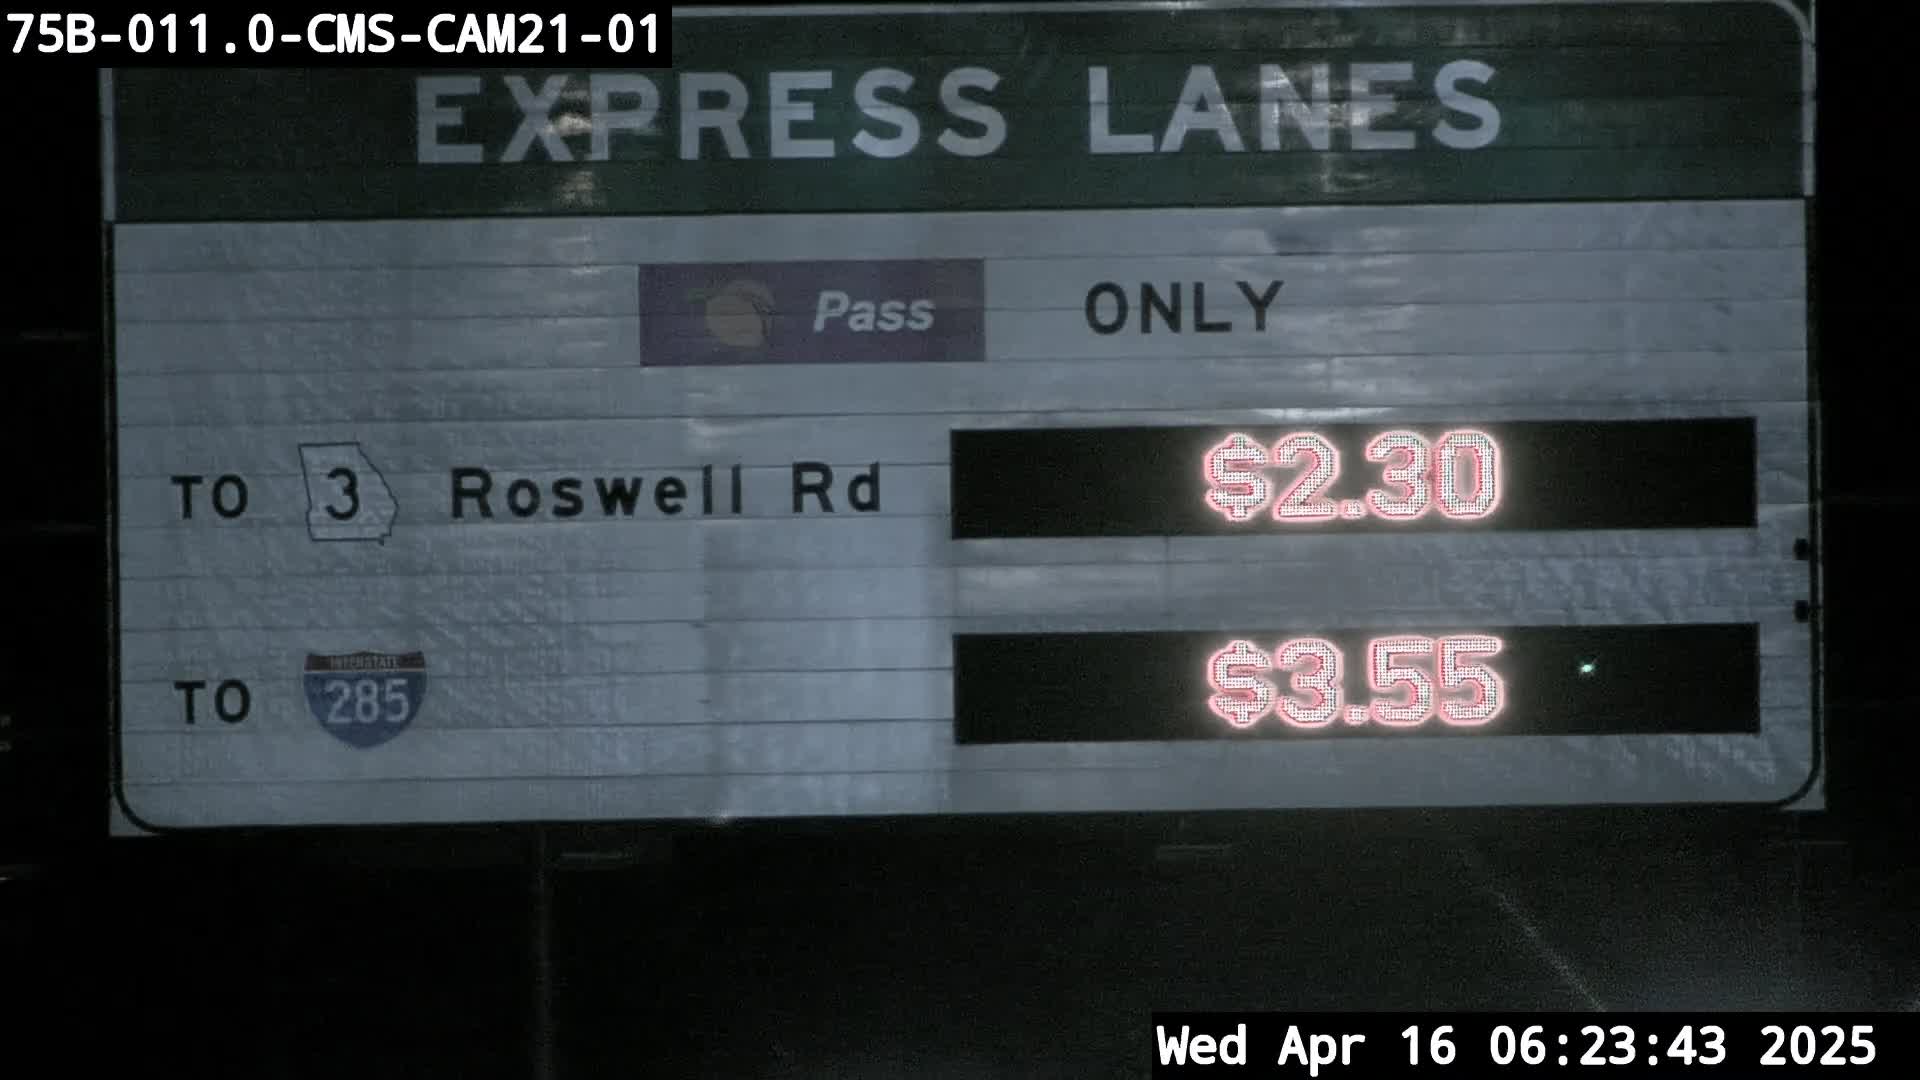 75B-011.0-CMS-CAM21-01
EXPRESS LANES
Pass ONLY
TO 3 Roswell Rd $2.30
TO INTERSTATE 285 $3.55
Wed Apr 16 06:23:43 2025